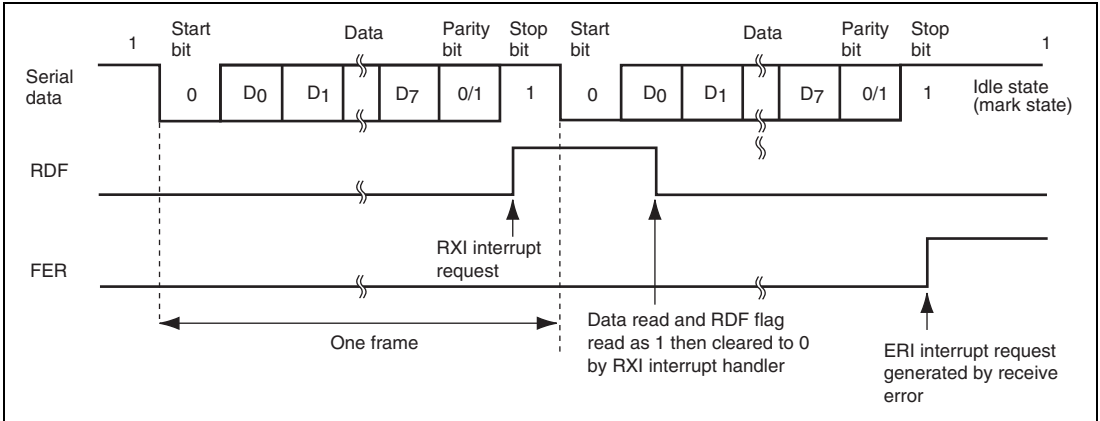 1
Start bit
Data
Parity bit
Stop bit
Start bit
Data
Parity bit
Stop bit
1
Serial data
0
D0
D1
D7
0/1
1
0
D0
D1
D7
0/1
1
Idle state
(mark state)
RDF
RXI interrupt
request
FER
One frame
Data read and RDF flag
read as 1 then cleared to 0
by RXI interrupt handler
ERI interrupt request
generated by receive
error